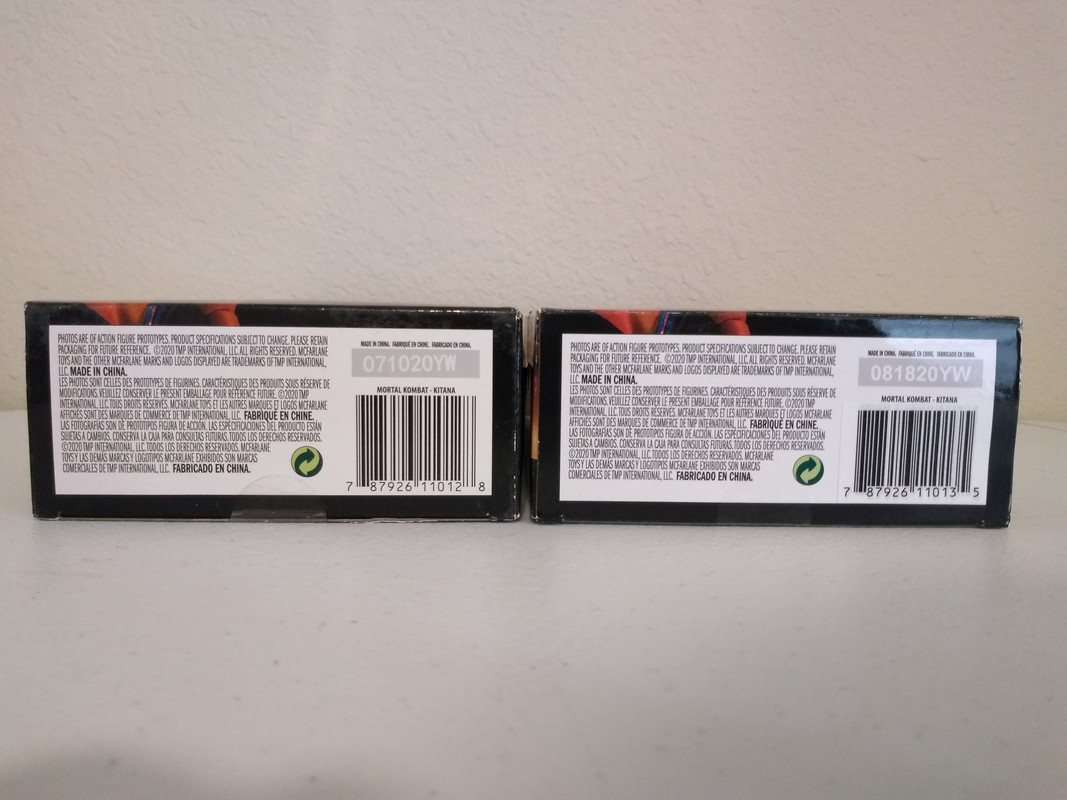 PHOTOS ARE OF ACTION FIGURE PROTOTYPES. PRODUCT SPECIFICATIONS SUBJECT TO CHANGE. PLEASE RETAIN
PACKAGING FOR FUTURE REFERENCE. ©2020 TMP INTERNATIONAL, LLC. ALL RIGHTS RESERVED. MCFARLANE
TOYS AND THE OTHER MCFARLANE MARKS AND LOGOS DISPLAYED ARE TRADEMARKS OF TMP INTERNATIONAL,
LLC. MADE IN CHINA.
LES PHOTOS SONT CELLES DES PROTOTYPES DE FIGURINES. CARACTÉRISTIQUES DES PRODUITS SOUS RÉSERVE DE
MODIFICATIONS. VEUILLEZ CONSERVER LE PRÉSENT EMBALLAGE POUR RÉFÉRENCE FUTURE. ©2020 TMP
INTERNATIONAL, LLC. TOUS DROITS RÉSERVÉS. MCFARLANE TOYS ET LES AUTRES MARQUES ET LOGOS MCFARLANE
AFFICHÉS SONT DES MARQUES DE COMMERCE DE TMP INTERNATIONAL, LLC. FABRIQUÉ EN CHINE.
LAS FOTOGRAFÍAS SON DE PROTOTIPOS FIGURA DE ACCIÓN. LAS ESPECIFICACIONES DEL PRODUCTO ESTÁN
SUJETAS A CAMBIOS. CONSERVA LA CAJA PARA CONSULTAS FUTURAS. TODOS LOS DERECHOS RESERVADOS.
©2020 TMP INTERNATIONAL, LLC. TODOS LOS DERECHOS RESERVADOS. MCFARLANE
TOYS Y LAS DEMÁS MARCAS Y LOGOTIPOS MCFARLANE EXHIBIDOS SON MARCAS
COMERCIALES DE TMP INTERNATIONAL, LLC. FABRICADO EN CHINA.
MADE IN CHINA. FABRIQUÉ EN CHINE. FABRICADO EN CHINA.
071020YW
MORTAL KOMBAT - KITANA
7 87926 11012 8
PHOTOS ARE OF ACTION FIGURE PROTOTYPES. PRODUCT SPECIFICATIONS SUBJECT TO CHANGE. PLEASE RETAIN
PACKAGING FOR FUTURE REFERENCE. ©2020 TMP INTERNATIONAL, LLC. ALL RIGHTS RESERVED. MCFARLANE
TOYS AND THE OTHER MCFARLANE MARKS AND LOGOS DISPLAYED ARE TRADEMARKS OF TMP INTERNATIONAL,
LLC. MADE IN CHINA.
LES PHOTOS SONT CELLES DES PROTOTYPES DE FIGURINES. CARACTÉRISTIQUES DES PRODUITS SOUS RÉSERVE DE
MODIFICATIONS. VEUILLEZ CONSERVER LE PRÉSENT EMBALLAGE POUR RÉFÉRENCE FUTURE. ©2020 TMP
INTERNATIONAL, LLC. TOUS DROITS RÉSERVÉS. MCFARLANE TOYS ET LES AUTRES MARQUES ET LOGOS MCFARLANE
AFFICHÉS SONT DES MARQUES DE COMMERCE DE TMP INTERNATIONAL, LLC. FABRIQUÉ EN CHINE.
LAS FOTOGRAFÍAS SON DE PROTOTIPOS FIGURA DE ACCIÓN. LAS ESPECIFICACIONES DEL PRODUCTO ESTÁN
SUJETAS A CAMBIOS. CONSERVA LA CAJA PARA CONSULTAS FUTURAS. TODOS LOS DERECHOS RESERVADOS.
©2020 TMP INTERNATIONAL, LLC. TODOS LOS DERECHOS RESERVADOS. MCFARLANE
TOYS Y LAS DEMÁS MARCAS Y LOGOTIPOS MCFARLANE EXHIBIDOS SON MARCAS
COMERCIALES DE TMP INTERNATIONAL, LLC. FABRICADO EN CHINA.
MADE IN CHINA. FABRIQUÉ EN CHINE. FABRICADO EN CHINA.
081820YW
MORTAL KOMBAT - KITANA
7 87926 11013 5